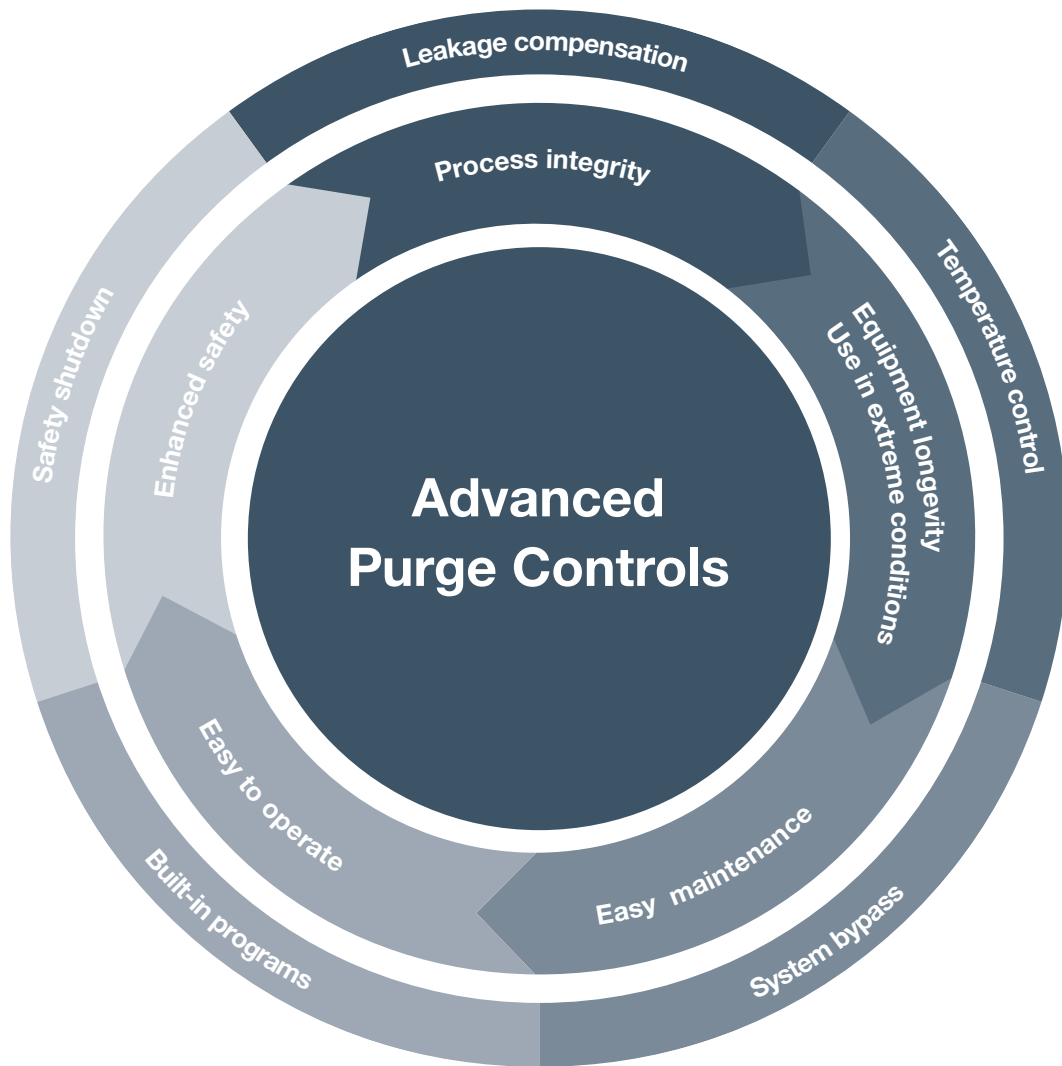 Leakage compensation
Process integrity
Temperature control
Equipment longevity
Use in extreme conditions
System bypass
Easy maintenance
Built-in programs
Easy to operate
Safety shutdown
Enhanced safety
Advanced
Purge Controls